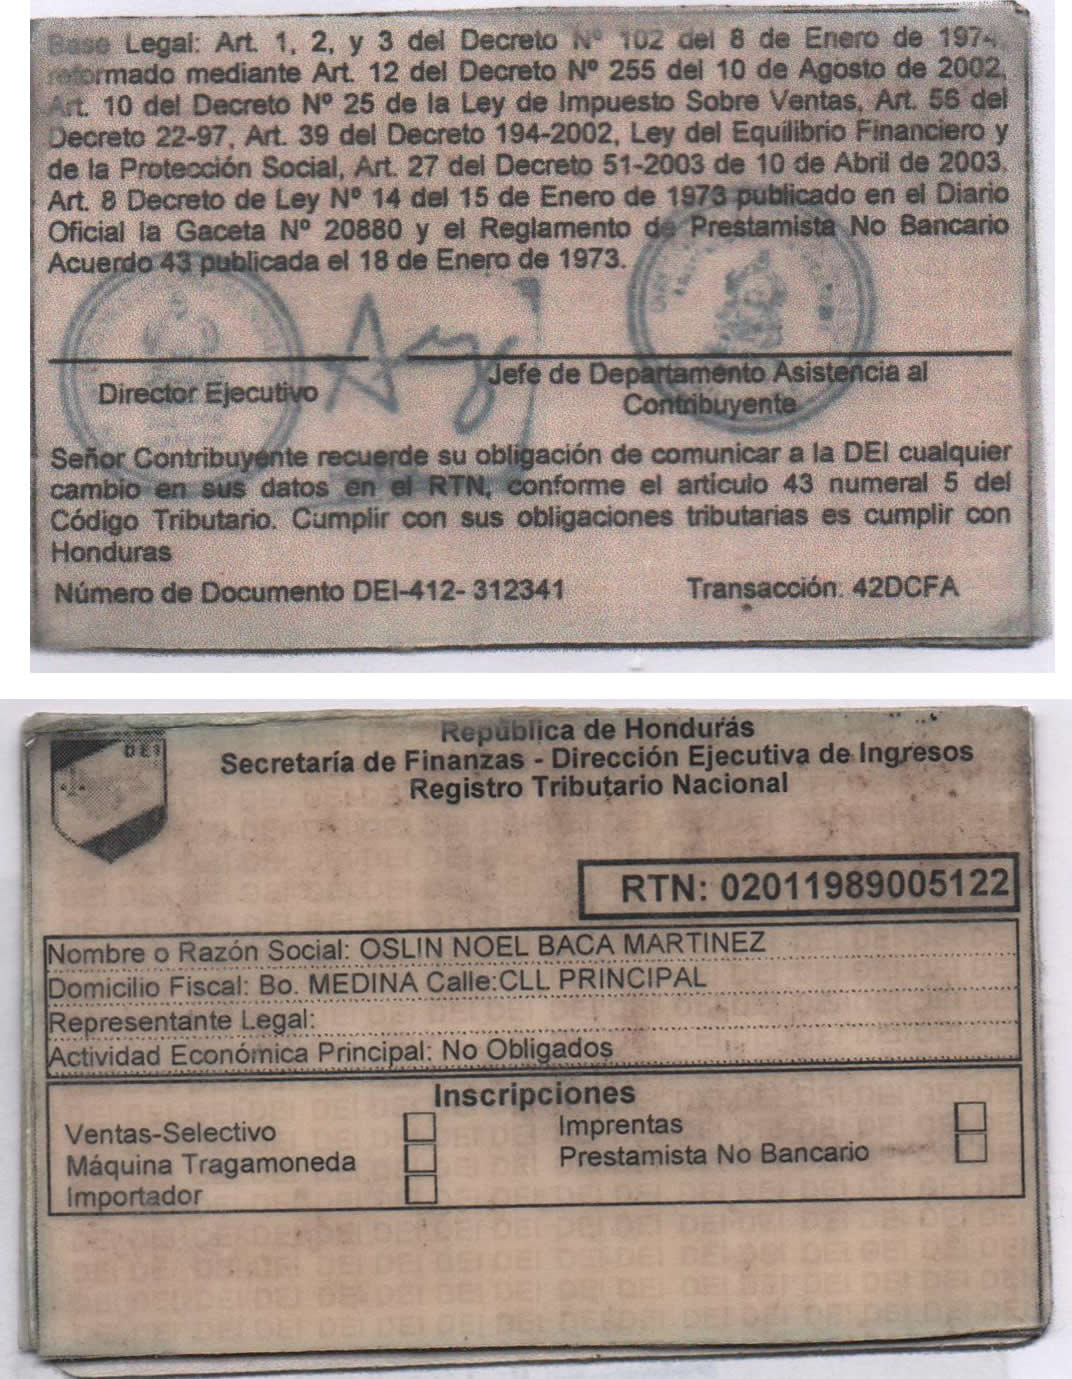 Base Legal: Art. 1, 2, y 3 del Decreto Nº 102 del 8 de Enero de 1974,
reformado mediante Art. 12 del Decreto Nº 255 del 10 de Agosto de 2002,
Art. 10 del Decreto Nº 25 de la Ley de Impuesto Sobre Ventas, Art. 56 del
Decreto 22-97, Art. 39 del Decreto 194-2002, Ley del Equilibrio Financiero y
de la Protección Social, Art. 27 del Decreto 51-2003 de 10 de Abril de 2003.
Art. 8 Decreto de Ley Nº 14 del 15 de Enero de 1973 publicado en el Diario
Oficial la Gaceta Nº 20880 y el Reglamento de Prestamista No Bancario
Acuerdo 43 publicada el 18 de Enero de 1973.
Director Ejecutivo
Jefe de Departamento Asistencia al
Contribuyente
Señor Contribuyente recuerde su obligación de comunicar a la DEI cualquier
cambio en sus datos en el RTN, conforme el articulo 43 numeral 5 del
Código Tributario. Cumplir con sus obligaciones tributarias es cumplir con
Honduras
Número de Documento DEI-412- 312341 Transacción: 42DCFA
DEI
República de Honduras
Secretaría de Finanzas - Dirección Ejecutiva de Ingresos
Registro Tributario Nacional
RTN: 02011989005122
Nombre o Razón Social: OSLIN NOEL BACA MARTINEZ
Domicilio Fiscal: Bo. MEDINA Calle:CLL PRINCIPAL
Representante Legal:
Actividad Económica Principal: No Obligados
Inscripciones
Ventas-Selectivo Imprentas
Máquina Tragamoneda Prestamista No Bancario
Importador